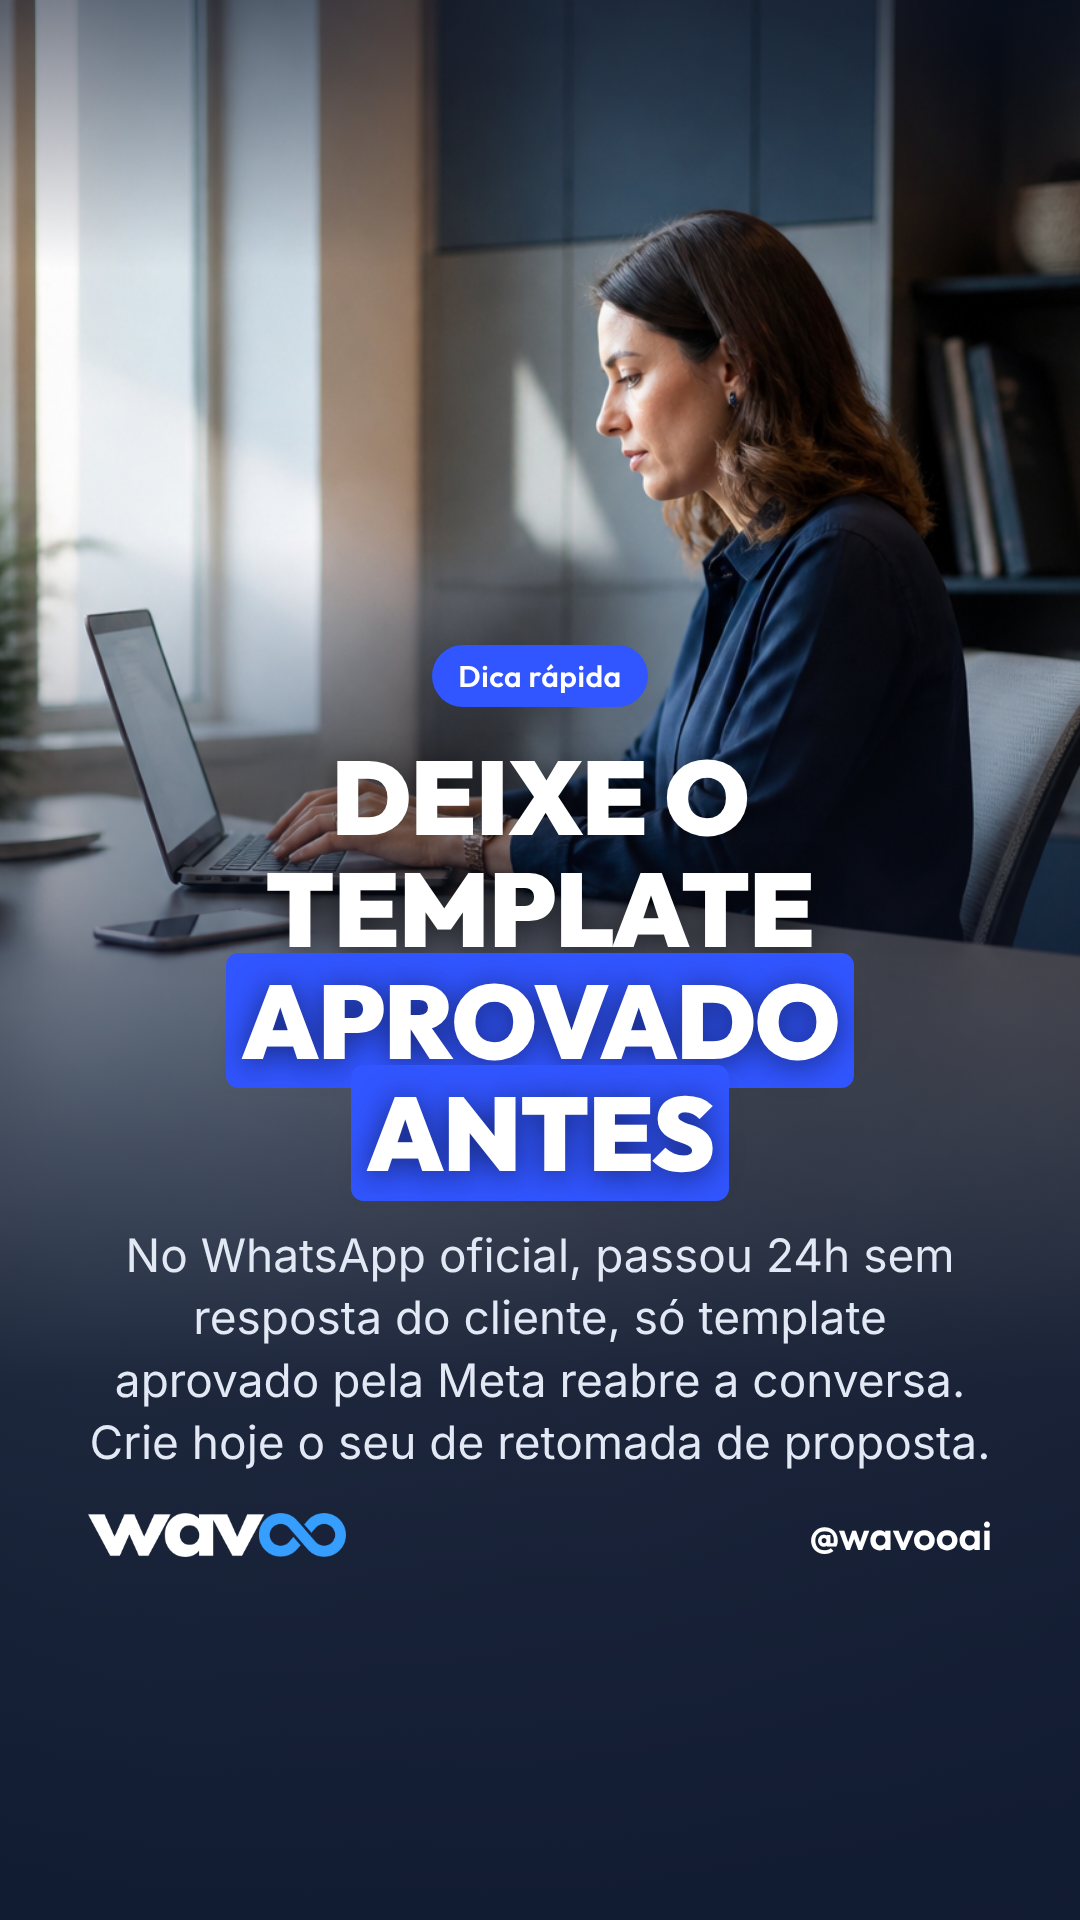 Dica rápida
DEIXE O
TEMPLATE
APROVADO
ANTES
No WhatsApp oficial, passou 24h sem
resposta do cliente, só template
aprovado pela Meta reabre a conversa.
Crie hoje o seu de retomada de proposta.
wavoo
@wavooai